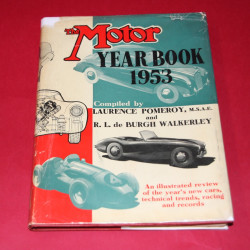 The Motor
YEAR BOOK
1953
Compiled by
LAURENCE POMEROY, M.S.A.E.
and
R. L. de BURGH WALKERLEY
An illustrated review
of the year's new cars,
technical trends, racing
and records